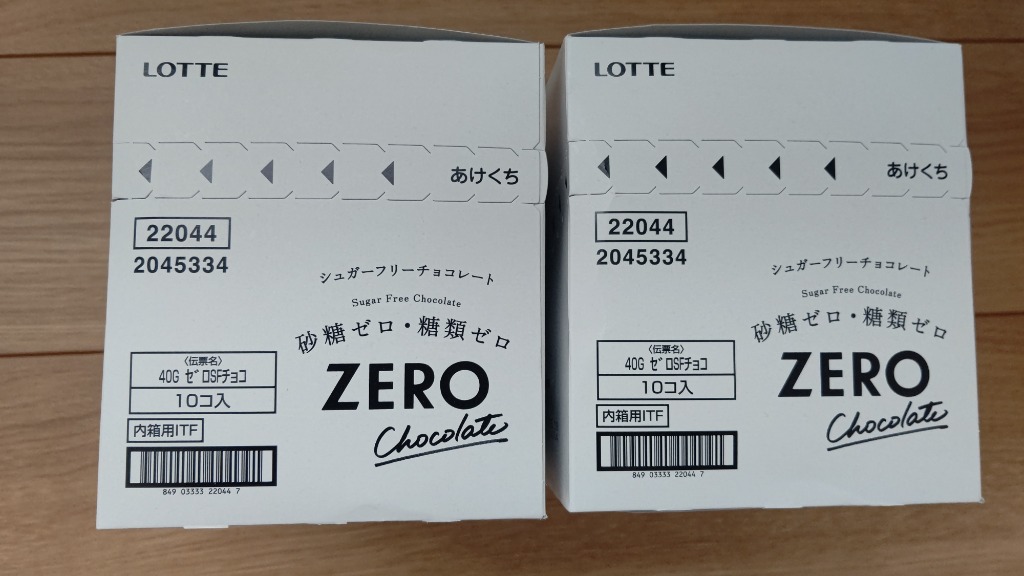 LOTTE
あけくち
22044
2045334
シュガーフリーチョコレート
Sugar Free Chocolate
砂糖ゼロ・糖類ゼロ
ZERO
Chocolate
〈伝票名〉
40G ゼロSFチョコ
10コ入
内箱用ITF
849 03333 22044 7
LOTTE
あけくち
22044
2045334
シュガーフリーチョコレート
Sugar Free Chocolate
砂糖ゼロ・糖類ゼロ
ZERO
Chocolate
〈伝票名〉
40G ゼロSFチョコ
10コ入
内箱用ITF
849 03333 22044 7